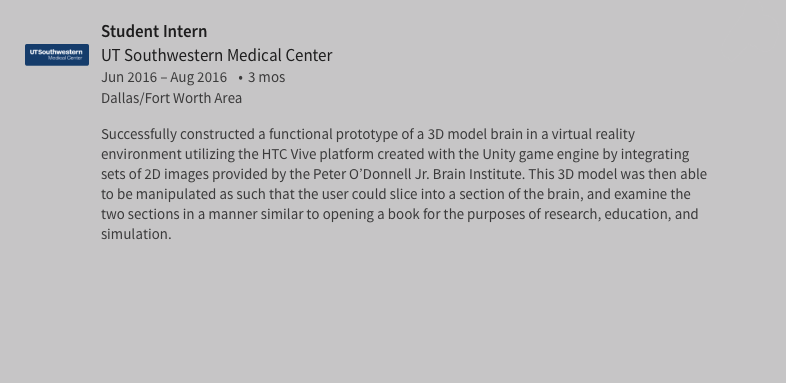 Student Intern
UTSouthwestern
Medical Center
UT Southwestern Medical Center
Jun 2016 – Aug 2016 • 3 mos
Dallas/Fort Worth Area
Successfully constructed a functional prototype of a 3D model brain in a virtual reality
environment utilizing the HTC Vive platform created with the Unity game engine by integrating
sets of 2D images provided by the Peter O’Donnell Jr. Brain Institute. This 3D model was then able
to be manipulated as such that the user could slice into a section of the brain, and examine the
two sections in a manner similar to opening a book for the purposes of research, education, and
simulation.